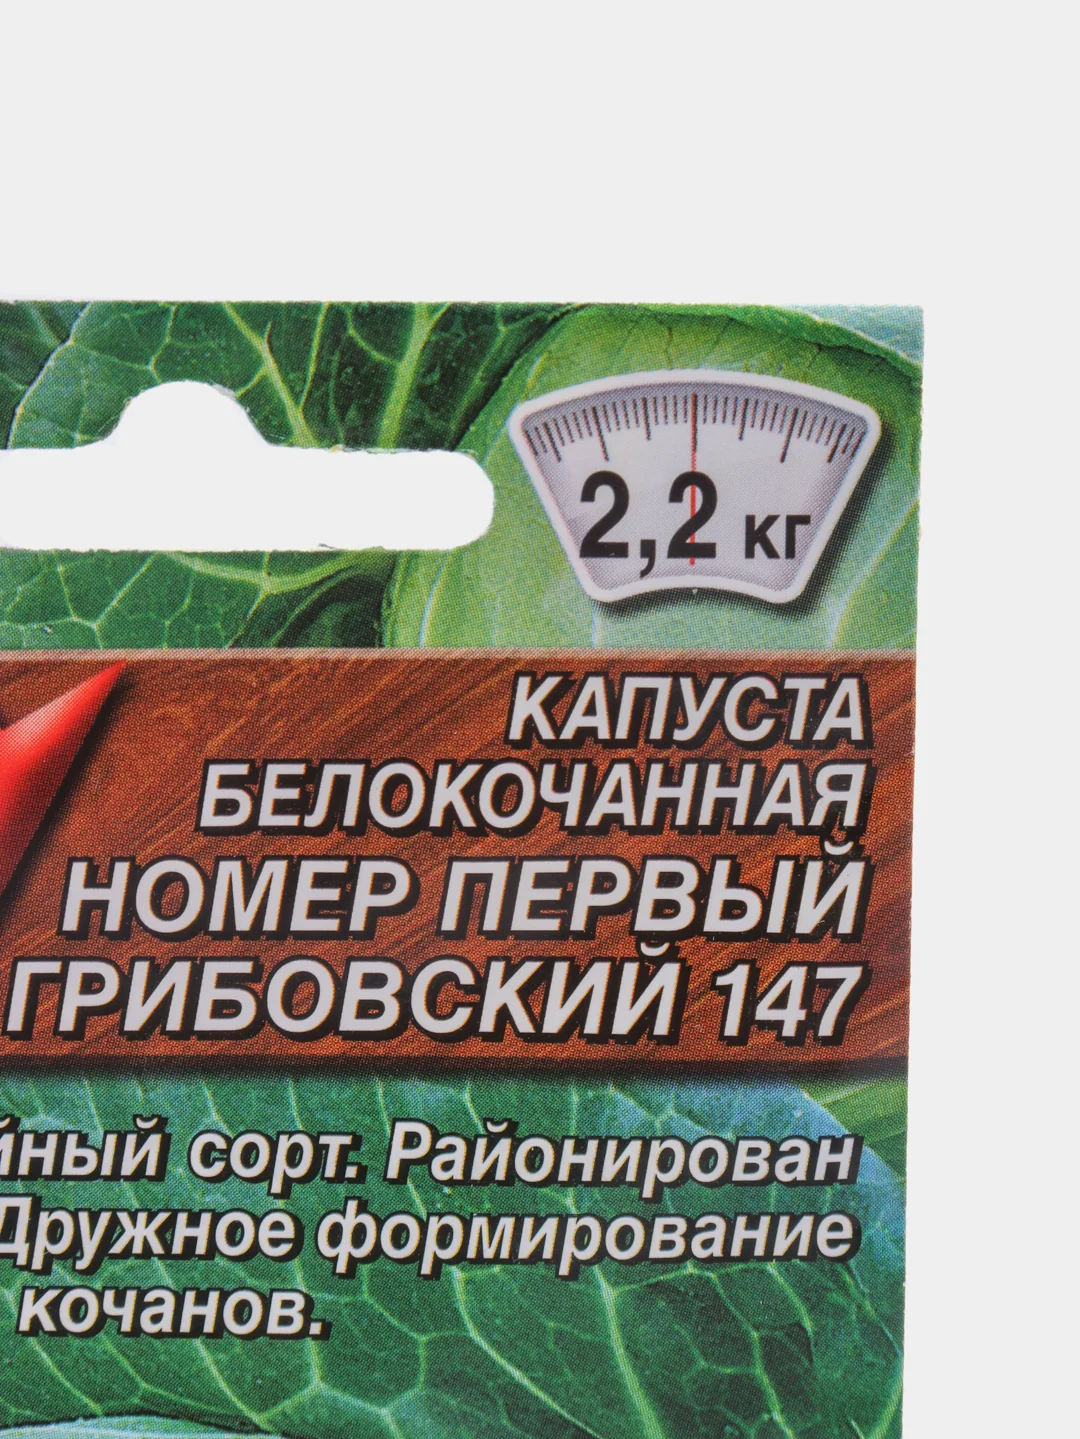 2,2 кг
КАПУСТА
БЕЛОКОЧАННАЯ
НОМЕР ПЕРВЫЙ
ГРИБОВСКИЙ 147
сорт. Районирован
Дружное формирование
кочанов.